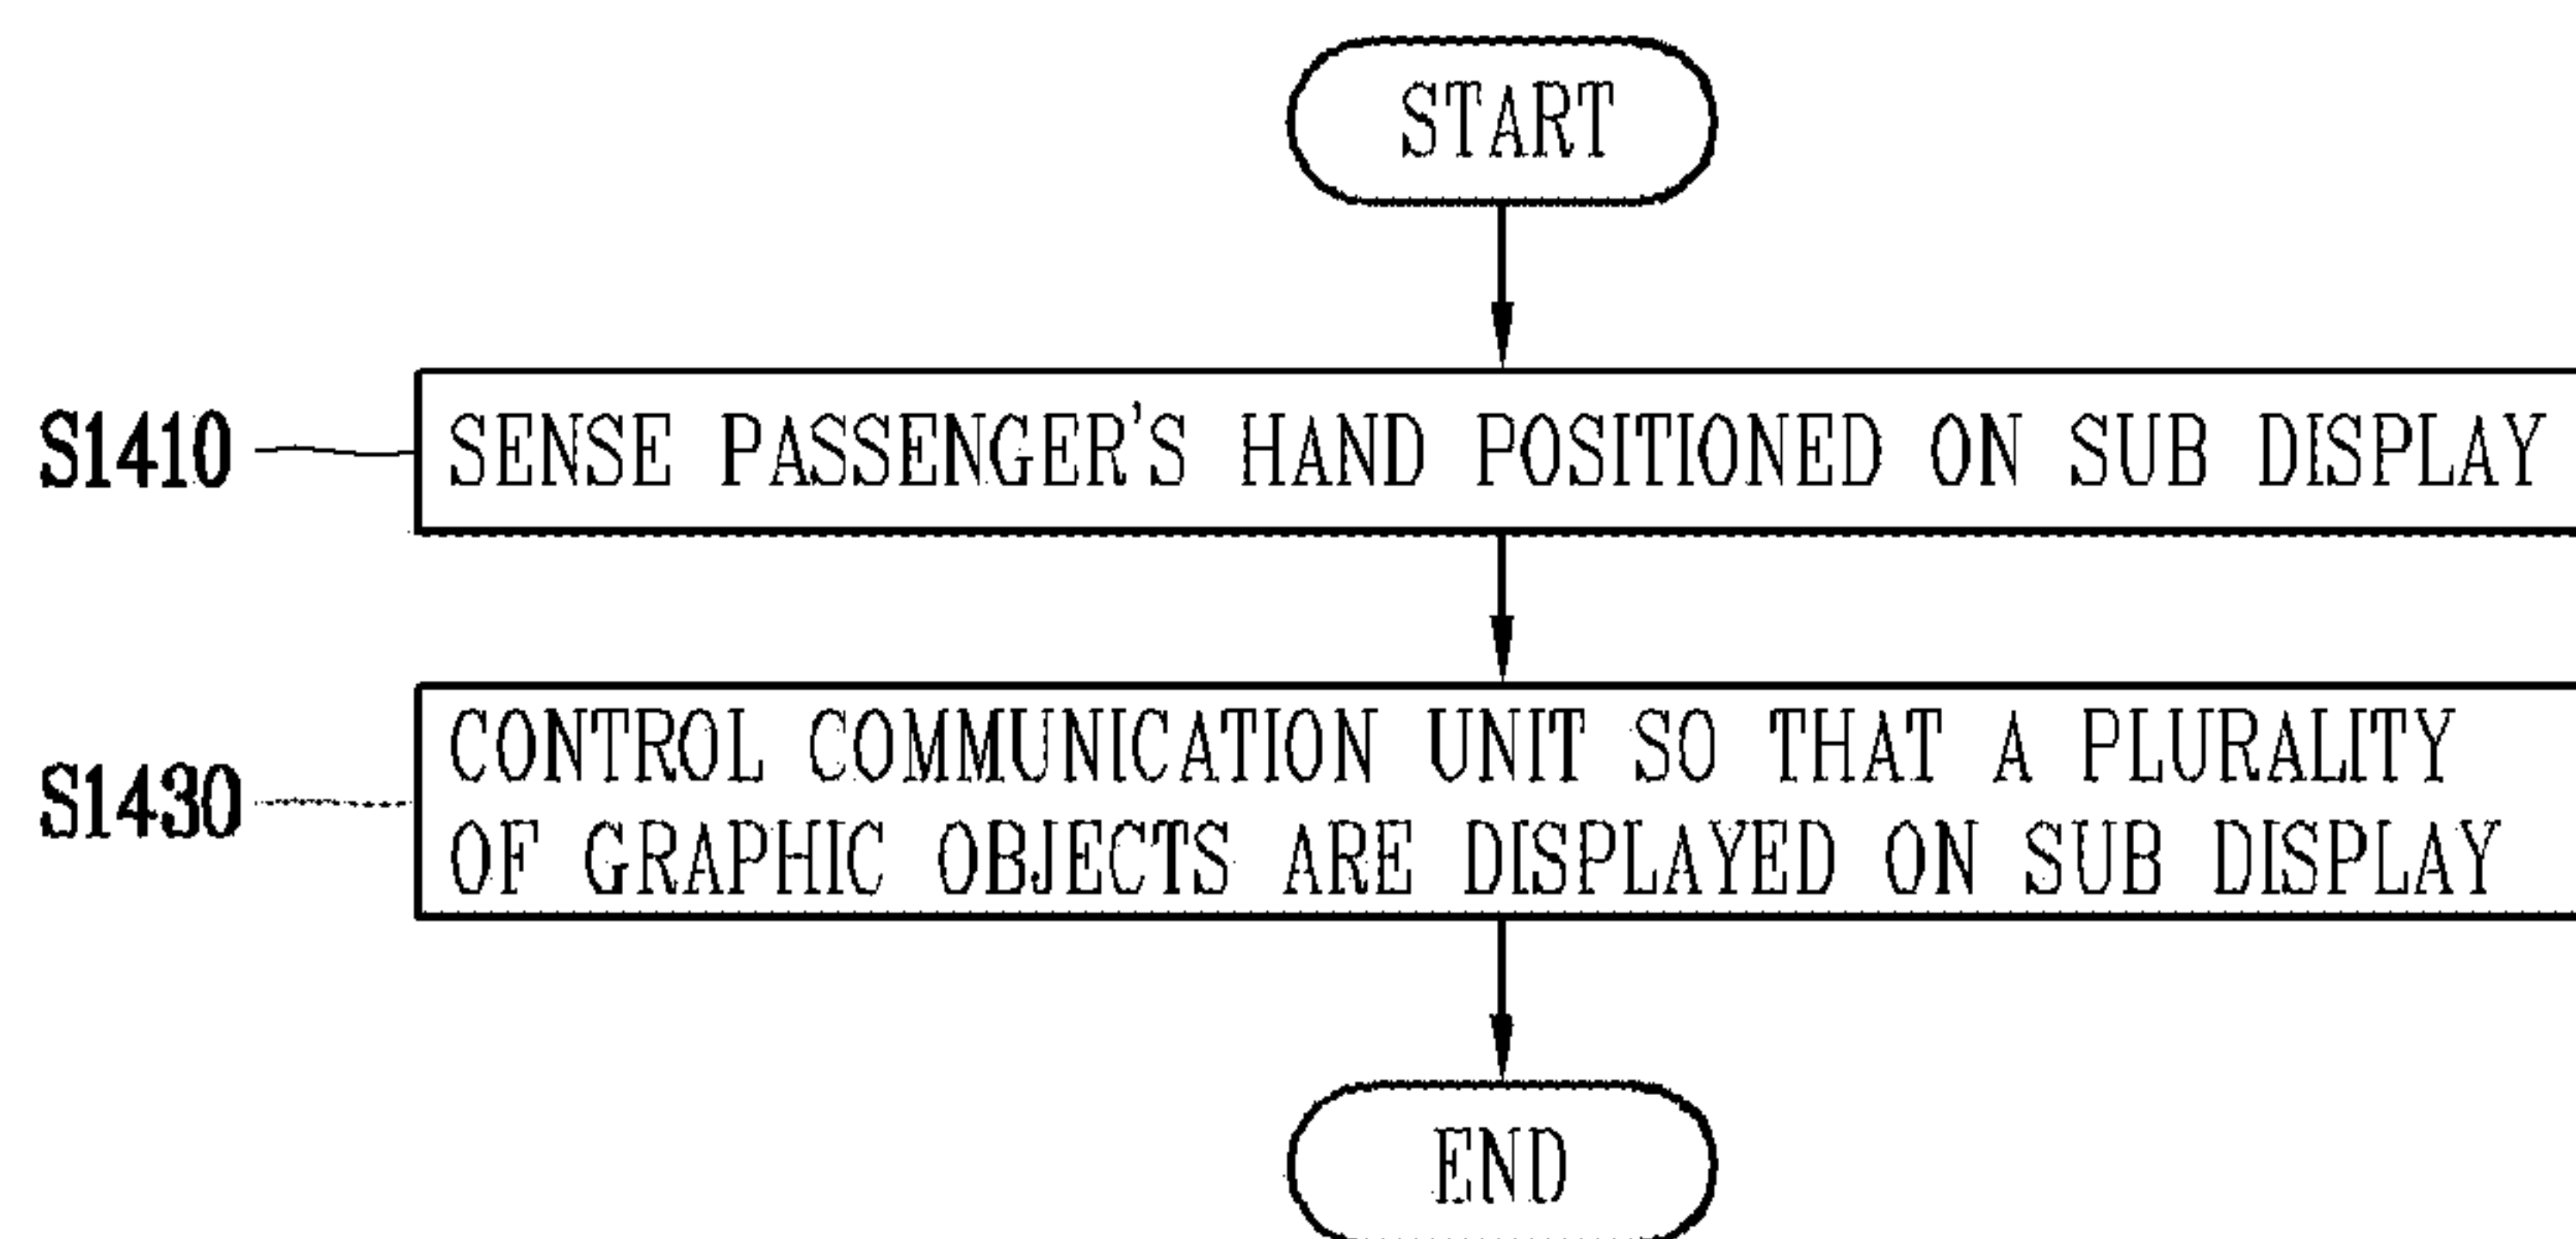 START
S1410
SENSE PASSENGER'S HAND POSITIONED ON SUB DISPLAY
S1430
CONTROL COMMUNICATION UNIT SO THAT A PLURALITY
OF GRAPHIC OBJECTS ARE DISPLAYED ON SUB DISPLAY
END